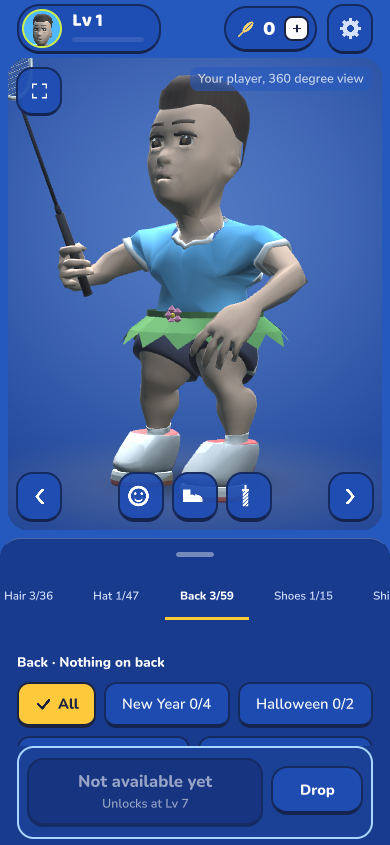 Lv 1
0
Your player, 360 degree view
Hair 3/36
Hat 1/47
Back 3/59
Shoes 1/15
Shi
Back · Nothing on back
All
New Year 0/4
Halloween 0/2
Not available yet
Unlocks at Lv 7
Drop